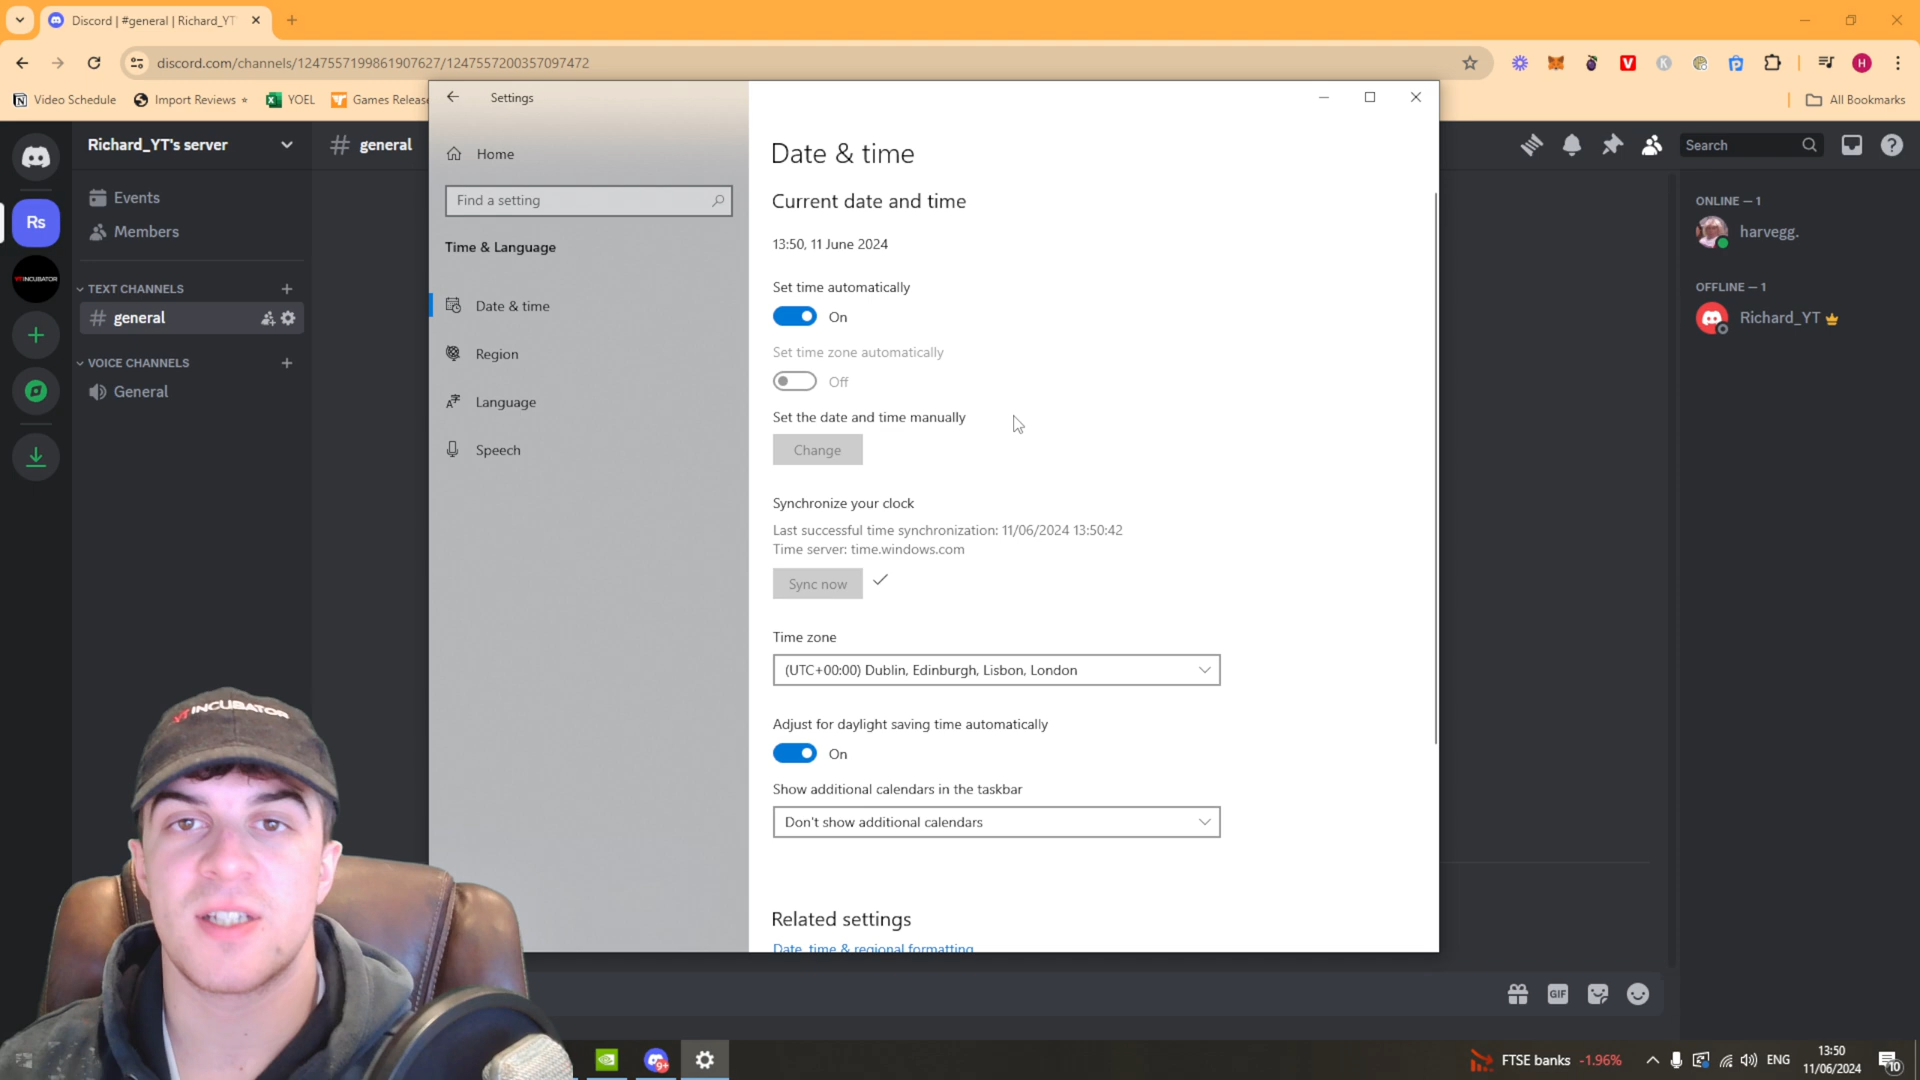 Discord | #general | Richard_YT
discord.com/channels/1247557199861907627/1247557200357097472
Video Schedule
Import Reviews
YOEL
Games Release
All Bookmarks
Richard_YT's server
general
Events
Members
TEXT CHANNELS
general
VOICE CHANNELS
General
Rs
YTINCUBATOR
Settings
Home
Find a setting
Time & Language
Date & time
Region
Language
Speech
Date & time
Current date and time
13:50, 11 June 2024
Set time automatically
On
Set time zone automatically
Off
Set the date and time manually
Change
Synchronize your clock
Last successful time synchronization: 11/06/2024 13:50:42
Time server: time.windows.com
Sync now
Time zone
(UTC+00:00) Dublin, Edinburgh, Lisbon, London
Adjust for daylight saving time automatically
On
Show additional calendars in the taskbar
Don't show additional calendars
Related settings
Date, time & regional formatting
Search
ONLINE — 1
harvegg.
OFFLINE — 1
Richard_YT
YTINCUBATOR
GIF
9+
FTSE banks -1.96%
ENG
13:50
11/06/2024
10